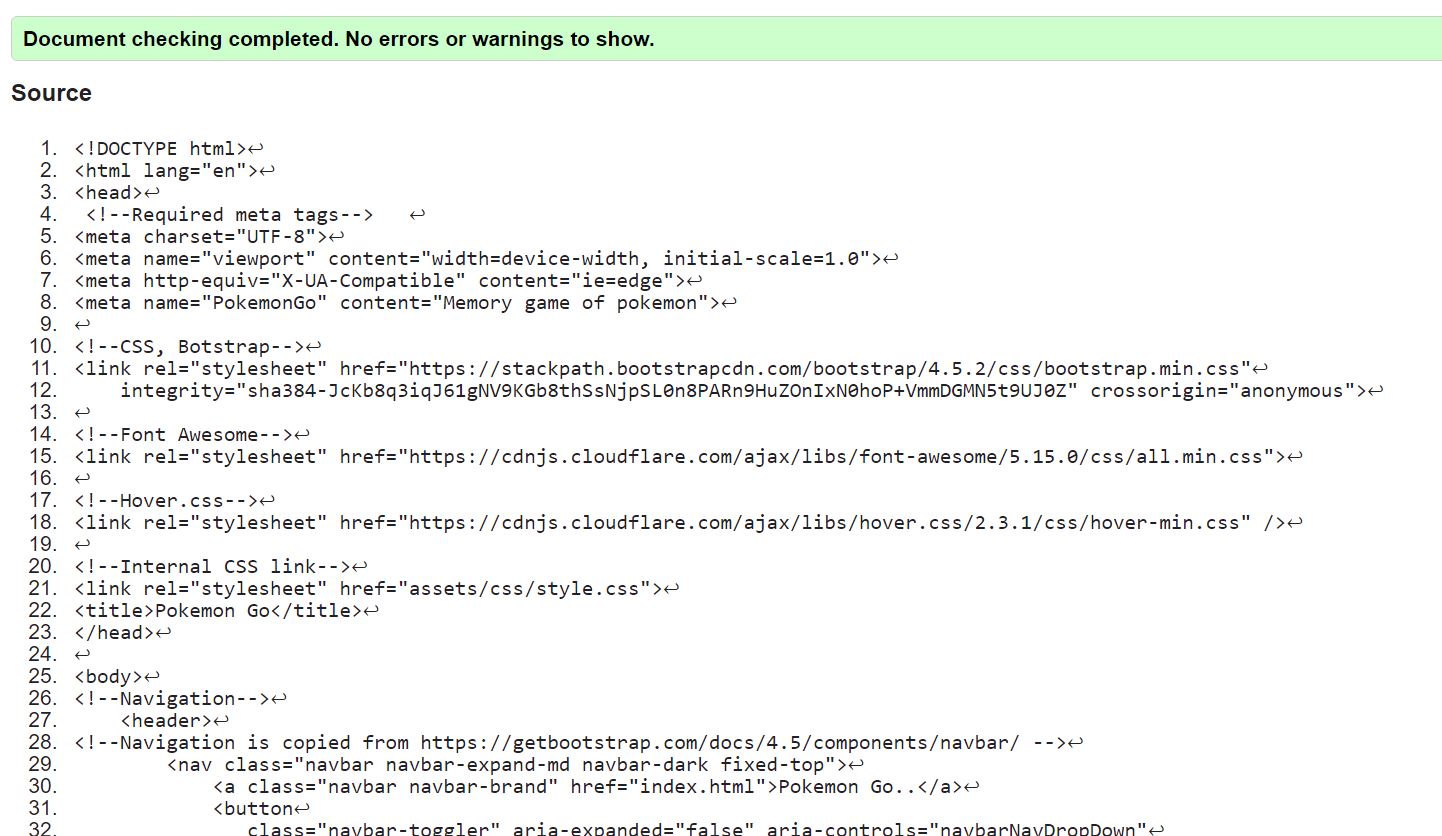 Document checking completed. No errors or warnings to show.
Source
1. <!DOCTYPE html>↩
2. <html lang="en">↩
3. <head>↩
4.  <!--Required meta tags-->   ↩
5. <meta charset="UTF-8">↩
6. <meta name="viewport" content="width=device-width, initial-scale=1.0">↩
7. <meta http-equiv="X-UA-Compatible" content="ie=edge">↩
8. <meta name="PokemonGo" content="Memory game of pokemon">↩
9. ↩
10. <!--CSS, Botstrap-->↩
11. <link rel="stylesheet" href="https://stackpath.bootstrapcdn.com/bootstrap/4.5.2/css/bootstrap.min.css"↩
12.     integrity="sha384-JcKb8q3iqJ61gNV9KGb8thSsNjpSL0n8PARn9HuZOnIxN0hoP+VmmDGMN5t9UJ0Z" crossorigin="anonymous">↩
13. ↩
14. <!--Font Awesome-->↩
15. <link rel="stylesheet" href="https://cdnjs.cloudflare.com/ajax/libs/font-awesome/5.15.0/css/all.min.css">↩
16. ↩
17. <!--Hover.css-->↩
18. <link rel="stylesheet" href="https://cdnjs.cloudflare.com/ajax/libs/hover.css/2.3.1/css/hover-min.css" />↩
19. ↩
20. <!--Internal CSS link-->↩
21. <link rel="stylesheet" href="assets/css/style.css">↩
22. <title>Pokemon Go</title>↩
23. </head>↩
24. ↩
25. <body>↩
26. <!--Navigation-->↩
27.     <header>↩
28. <!--Navigation is copied from https://getbootstrap.com/docs/4.5/components/navbar/ -->↩
29.         <nav class="navbar navbar-expand-md navbar-dark fixed-top">↩
30.             <a class="navbar navbar-brand" href="index.html">Pokemon Go..</a>↩
31.             <button↩
32.                class="navbar-toggler" aria-expanded="false" aria-controls="navbarNavDropDown"↩